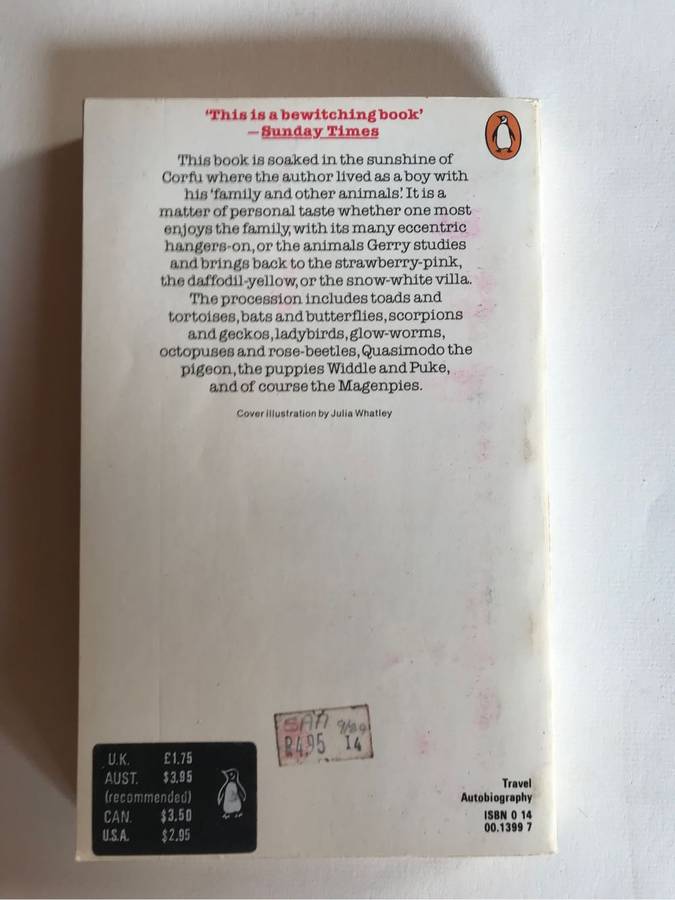 'This is a bewitching book'
—Sunday Times
This book is soaked in the sunshine of
Corfu where the author lived as a boy with
his 'family and other animals'. It is a
matter of personal taste whether one most
enjoys the family, with its many eccentric
hangers-on, or the animals Gerry studies
and brings back to the strawberry-pink,
the daffodil-yellow, or the snow-white villa.
The procession includes toads and
tortoises, bats and butterflies, scorpions
and geckos, ladybirds, glow-worms,
octopuses and rose-beetles, Quasimodo the
pigeon, the puppies Widdle and Puke,
and of course the Magenpies.
Cover illustration by Julia Whatley
R4.95 14
U.K. £1.75
AUST. $3.95
(recommended)
CAN. $3.50
U.S.A. $2.95
Travel
Autobiography
ISBN 0 14
00.1399 7